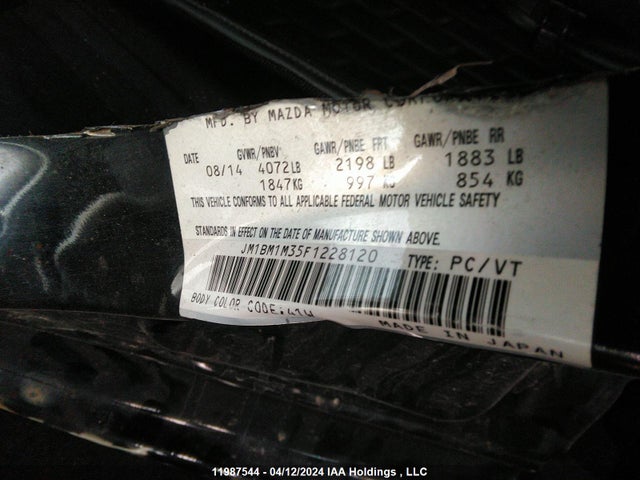 MFD. BY MAZDA MOTOR
DATE GVWR/PNBV GAWR/PNBE FRT GAWR/PNBE RR
08/14 4072LB 2198 LB 1883 LB
1847KG 997 KG 854 KG
THIS VEHICLE CONFORMS TO ALL APPLICABLE FEDERAL MOTOR VEHICLE SAFETY
STANDARDS IN EFFECT ON THE DATE OF MANUFACTURE SHOWN ABOVE.
JM1BM1M35F1228120 TYPE: PC/VT
BODY COLOR CODE:41W
MADE IN JAPAN
11987544 - 04/12/2024 IAA Holdings , LLC